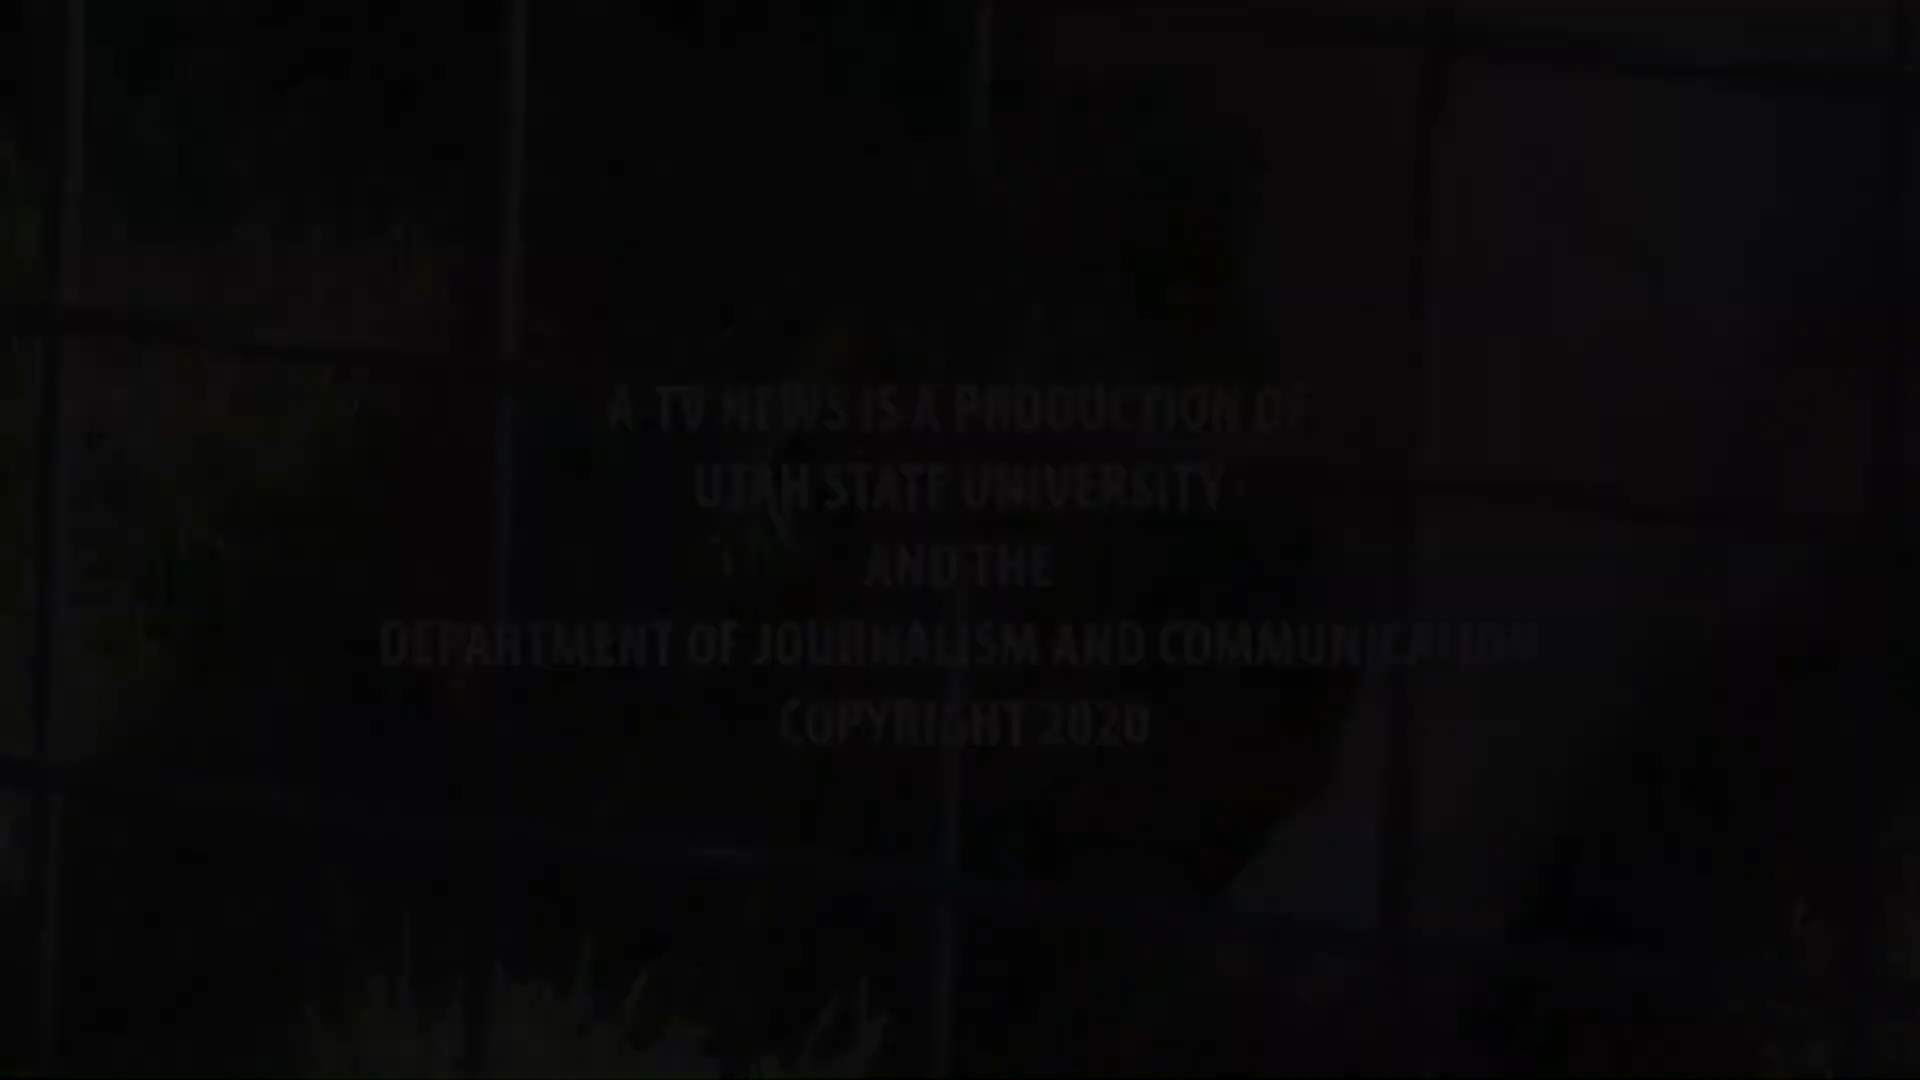 A-TV NEWS IS A PRODUCTION OF
UTAH STATE UNIVERSITY
AND THE
DEPARTMENT OF JOURNALISM AND COMMUNICATION
COPYRIGHT 2020